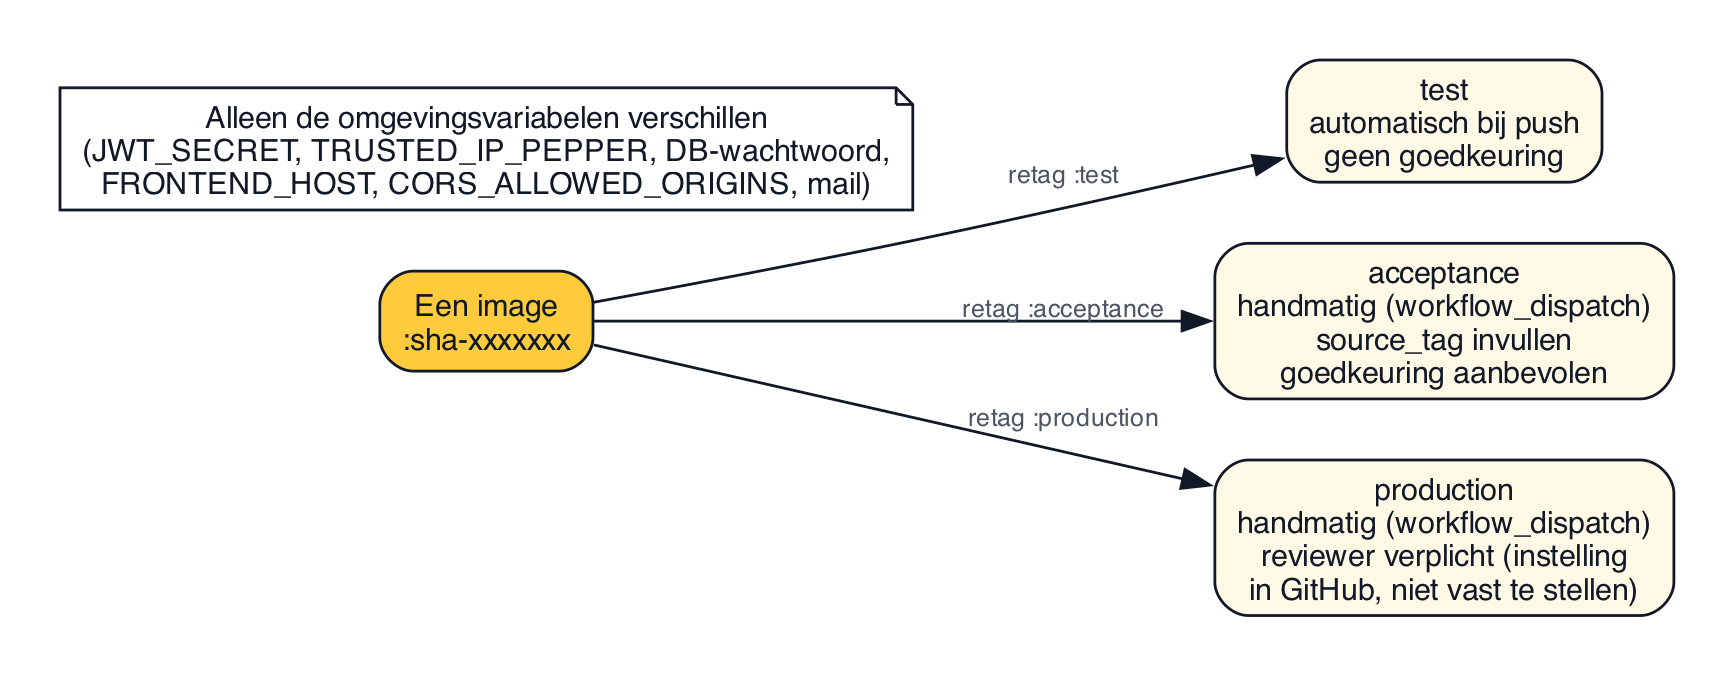 Alleen de omgevingsvariabelen verschillen
(JWT_SECRET, TRUSTED_IP_PEPPER, DB-wachtwoord,
FRONTEND_HOST, CORS_ALLOWED_ORIGINS, mail)
Een image
:sha-xxxxxxx
retag :test
test
automatisch bij push
geen goedkeuring
retag :acceptance
acceptance
handmatig (workflow_dispatch)
source_tag invullen
goedkeuring aanbevolen
retag :production
production
handmatig (workflow_dispatch)
reviewer verplicht (instelling
in GitHub, niet vast te stellen)